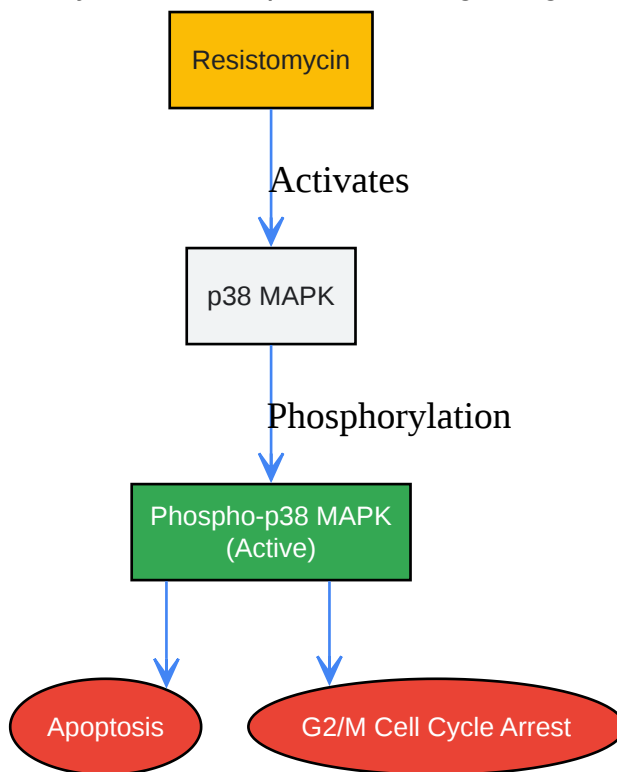 Resistomycin
Activates
p38 MAPK
Phosphorylation
Phospho-p38 MAPK
(Active)
Apoptosis
G2/M Cell Cycle Arrest